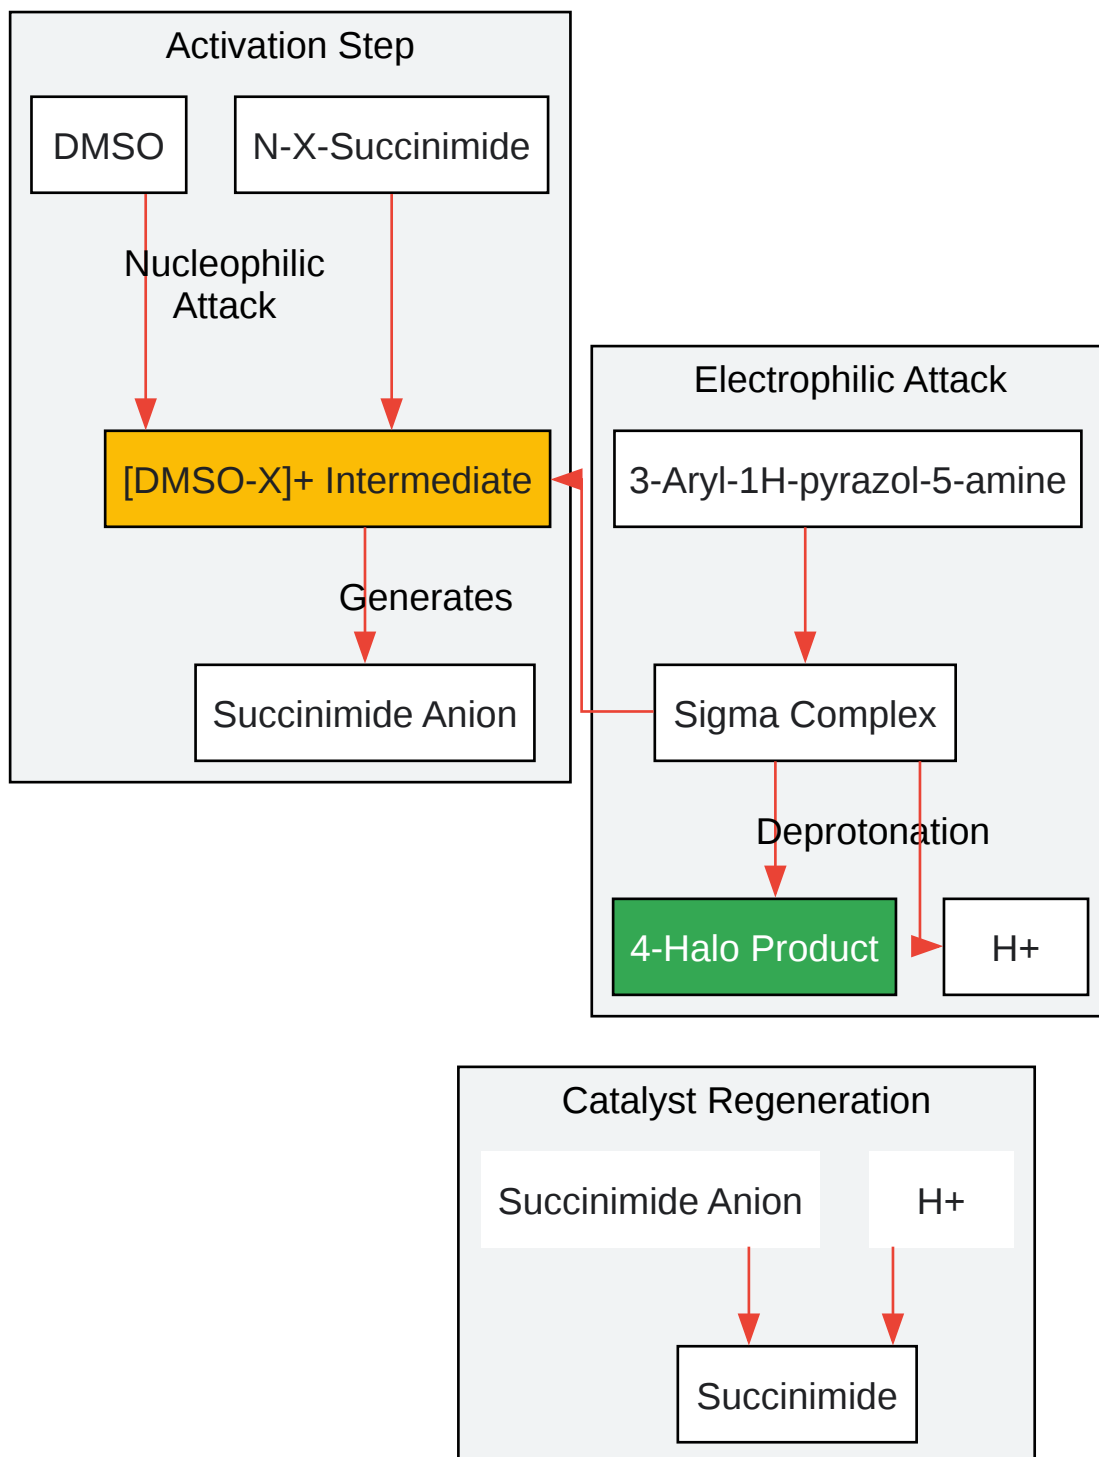 Activation Step
DMSO
N-X-Succinimide
Nucleophilic
Attack
[DMSO-X]+ Intermediate
Generates
Succinimide Anion
Electrophilic Attack
3-Aryl-1H-pyrazol-5-amine
Sigma Complex
Deprotonation
4-Halo Product
H+
Catalyst Regeneration
Succinimide Anion
H+
Succinimide